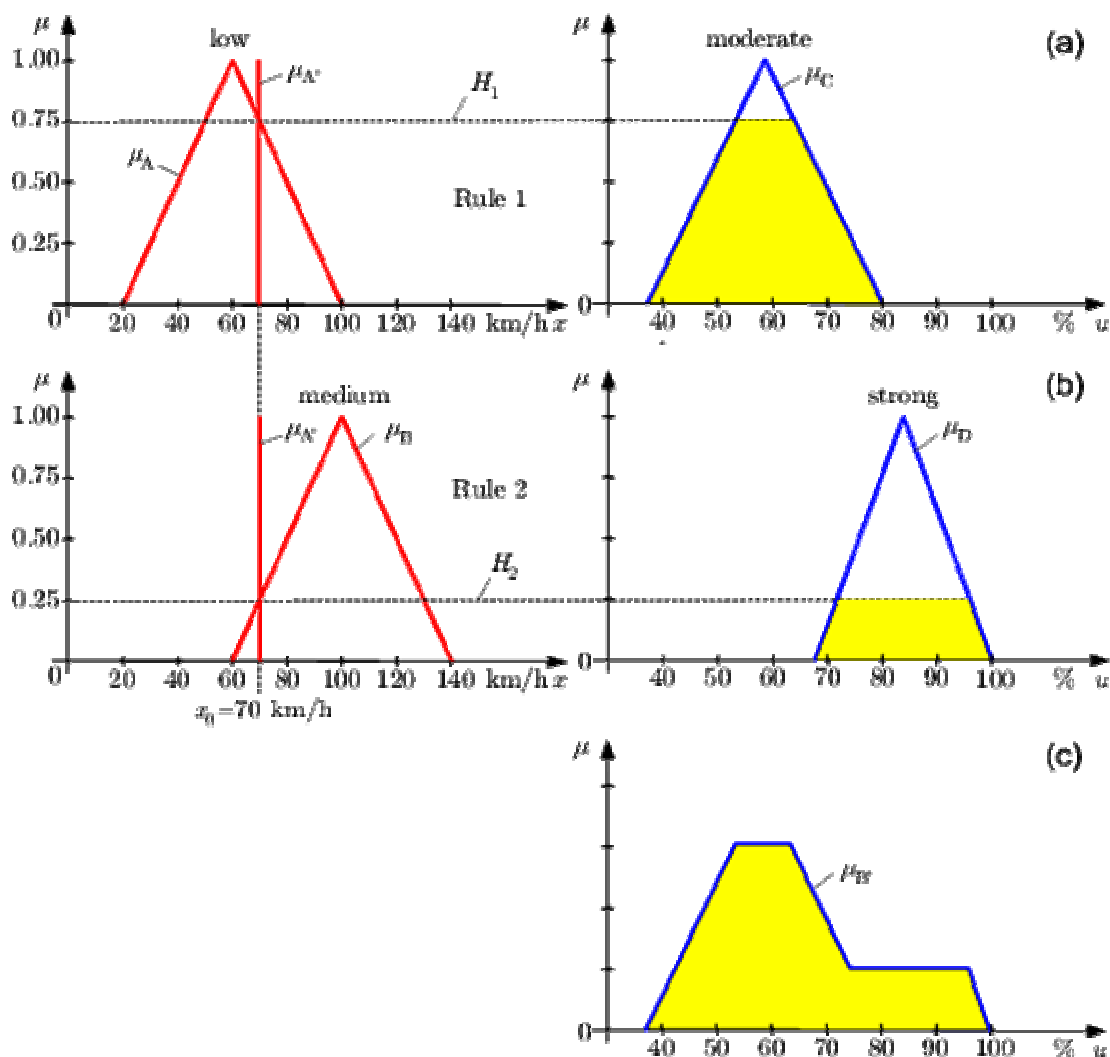 μ low μ moderate (a)
1.00 μA' H1 μC
0.75
μA
0.50 Rule 1
0.25
0 20 40 60 80 100 120 140 km/h x 0 40 50 60 70 80 90 100 % u
μ medium μ strong (b)
1.00 μA' μB μD
0.75 Rule 2
0.50 H2
0.25
0 20 40 60 80 100 120 140 km/h x 0 40 50 60 70 80 90 100 % u
x0=70 km/h
μ (c)
μB'
0 40 50 60 70 80 90 100 % u